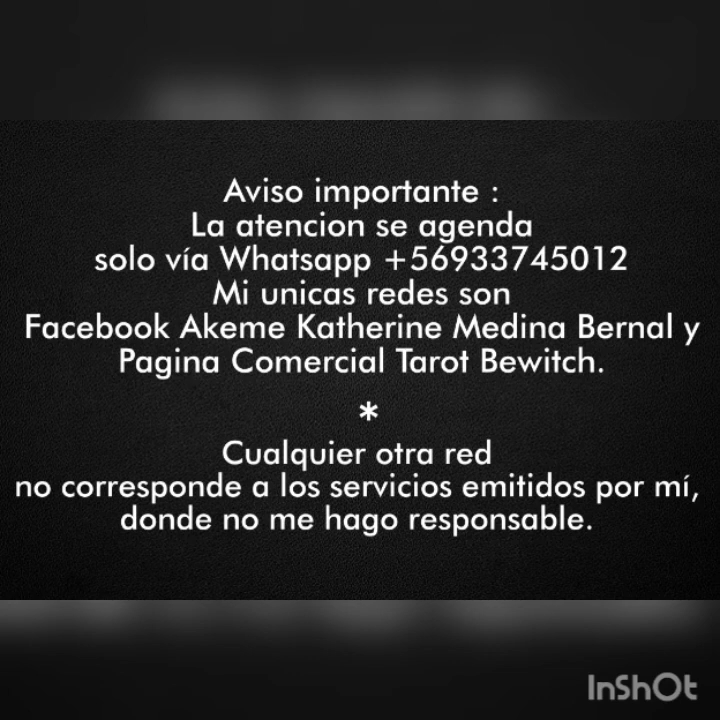 Aviso importante :
La atencion se agenda
solo vía Whatsapp +56933745012
Mi unicas redes son
Facebook Akeme Katherine Medina Bernal y
Pagina Comercial Tarot Bewitch.
*
Cualquier otra red
no corresponde a los servicios emitidos por mí,
donde no me hago responsable.
InShOt